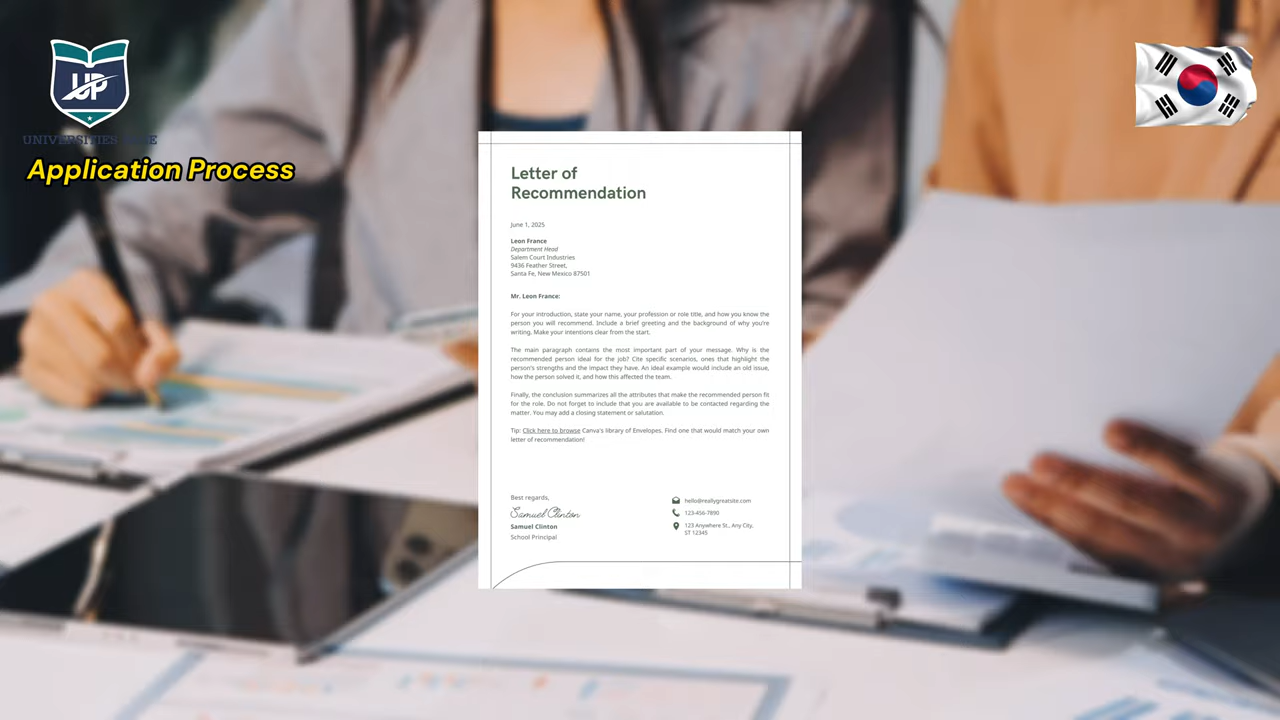 UP
UNIVERSITIES
Application Process
Letter of
Recommendation
June 1, 2025
Leon France
Department Head
Salem Court Industries
9436 Feather Street,
Santa Fe, New Mexico 87501
Mr. Leon France:
For your introduction, state your name, your profession or role title, and how you know the
person you will recommend. Include a brief greeting and the background of why you're
writing. Make your intentions clear from the start.
The main paragraph contains the most important part of your message. Why is the
recommended person ideal for the job? Cite specific scenarios, ones that highlight the
person's strengths and the impact they have. An ideal example would include an old issue,
how the person solved it, and how this affected the team.
Finally, the conclusion summarizes all the attributes that make the recommended person fit
for the role. Do not forget to include that you are available to be contacted regarding the
matter. You may add a closing statement or salutation.
Tip: Click here to browse Canva's library of Envelopes. Find one that would match your own
letter of recommendation!
Best regards,
Samuel Clinton
Samuel Clinton
School Principal
hello@reallygreatsite.com
123-456-7890
123 Anywhere St., Any City,
ST 12345